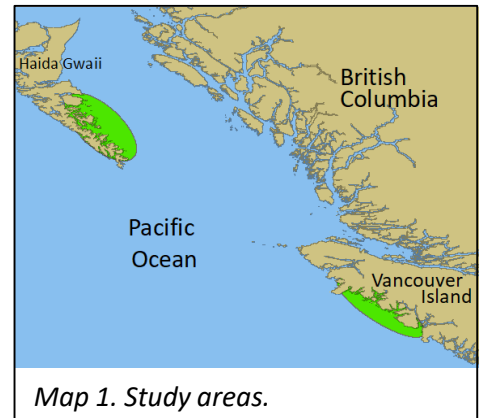 Haida Gwaii
British
Columbia
Pacific
Ocean
Vancouver
Island
Map 1. Study areas.